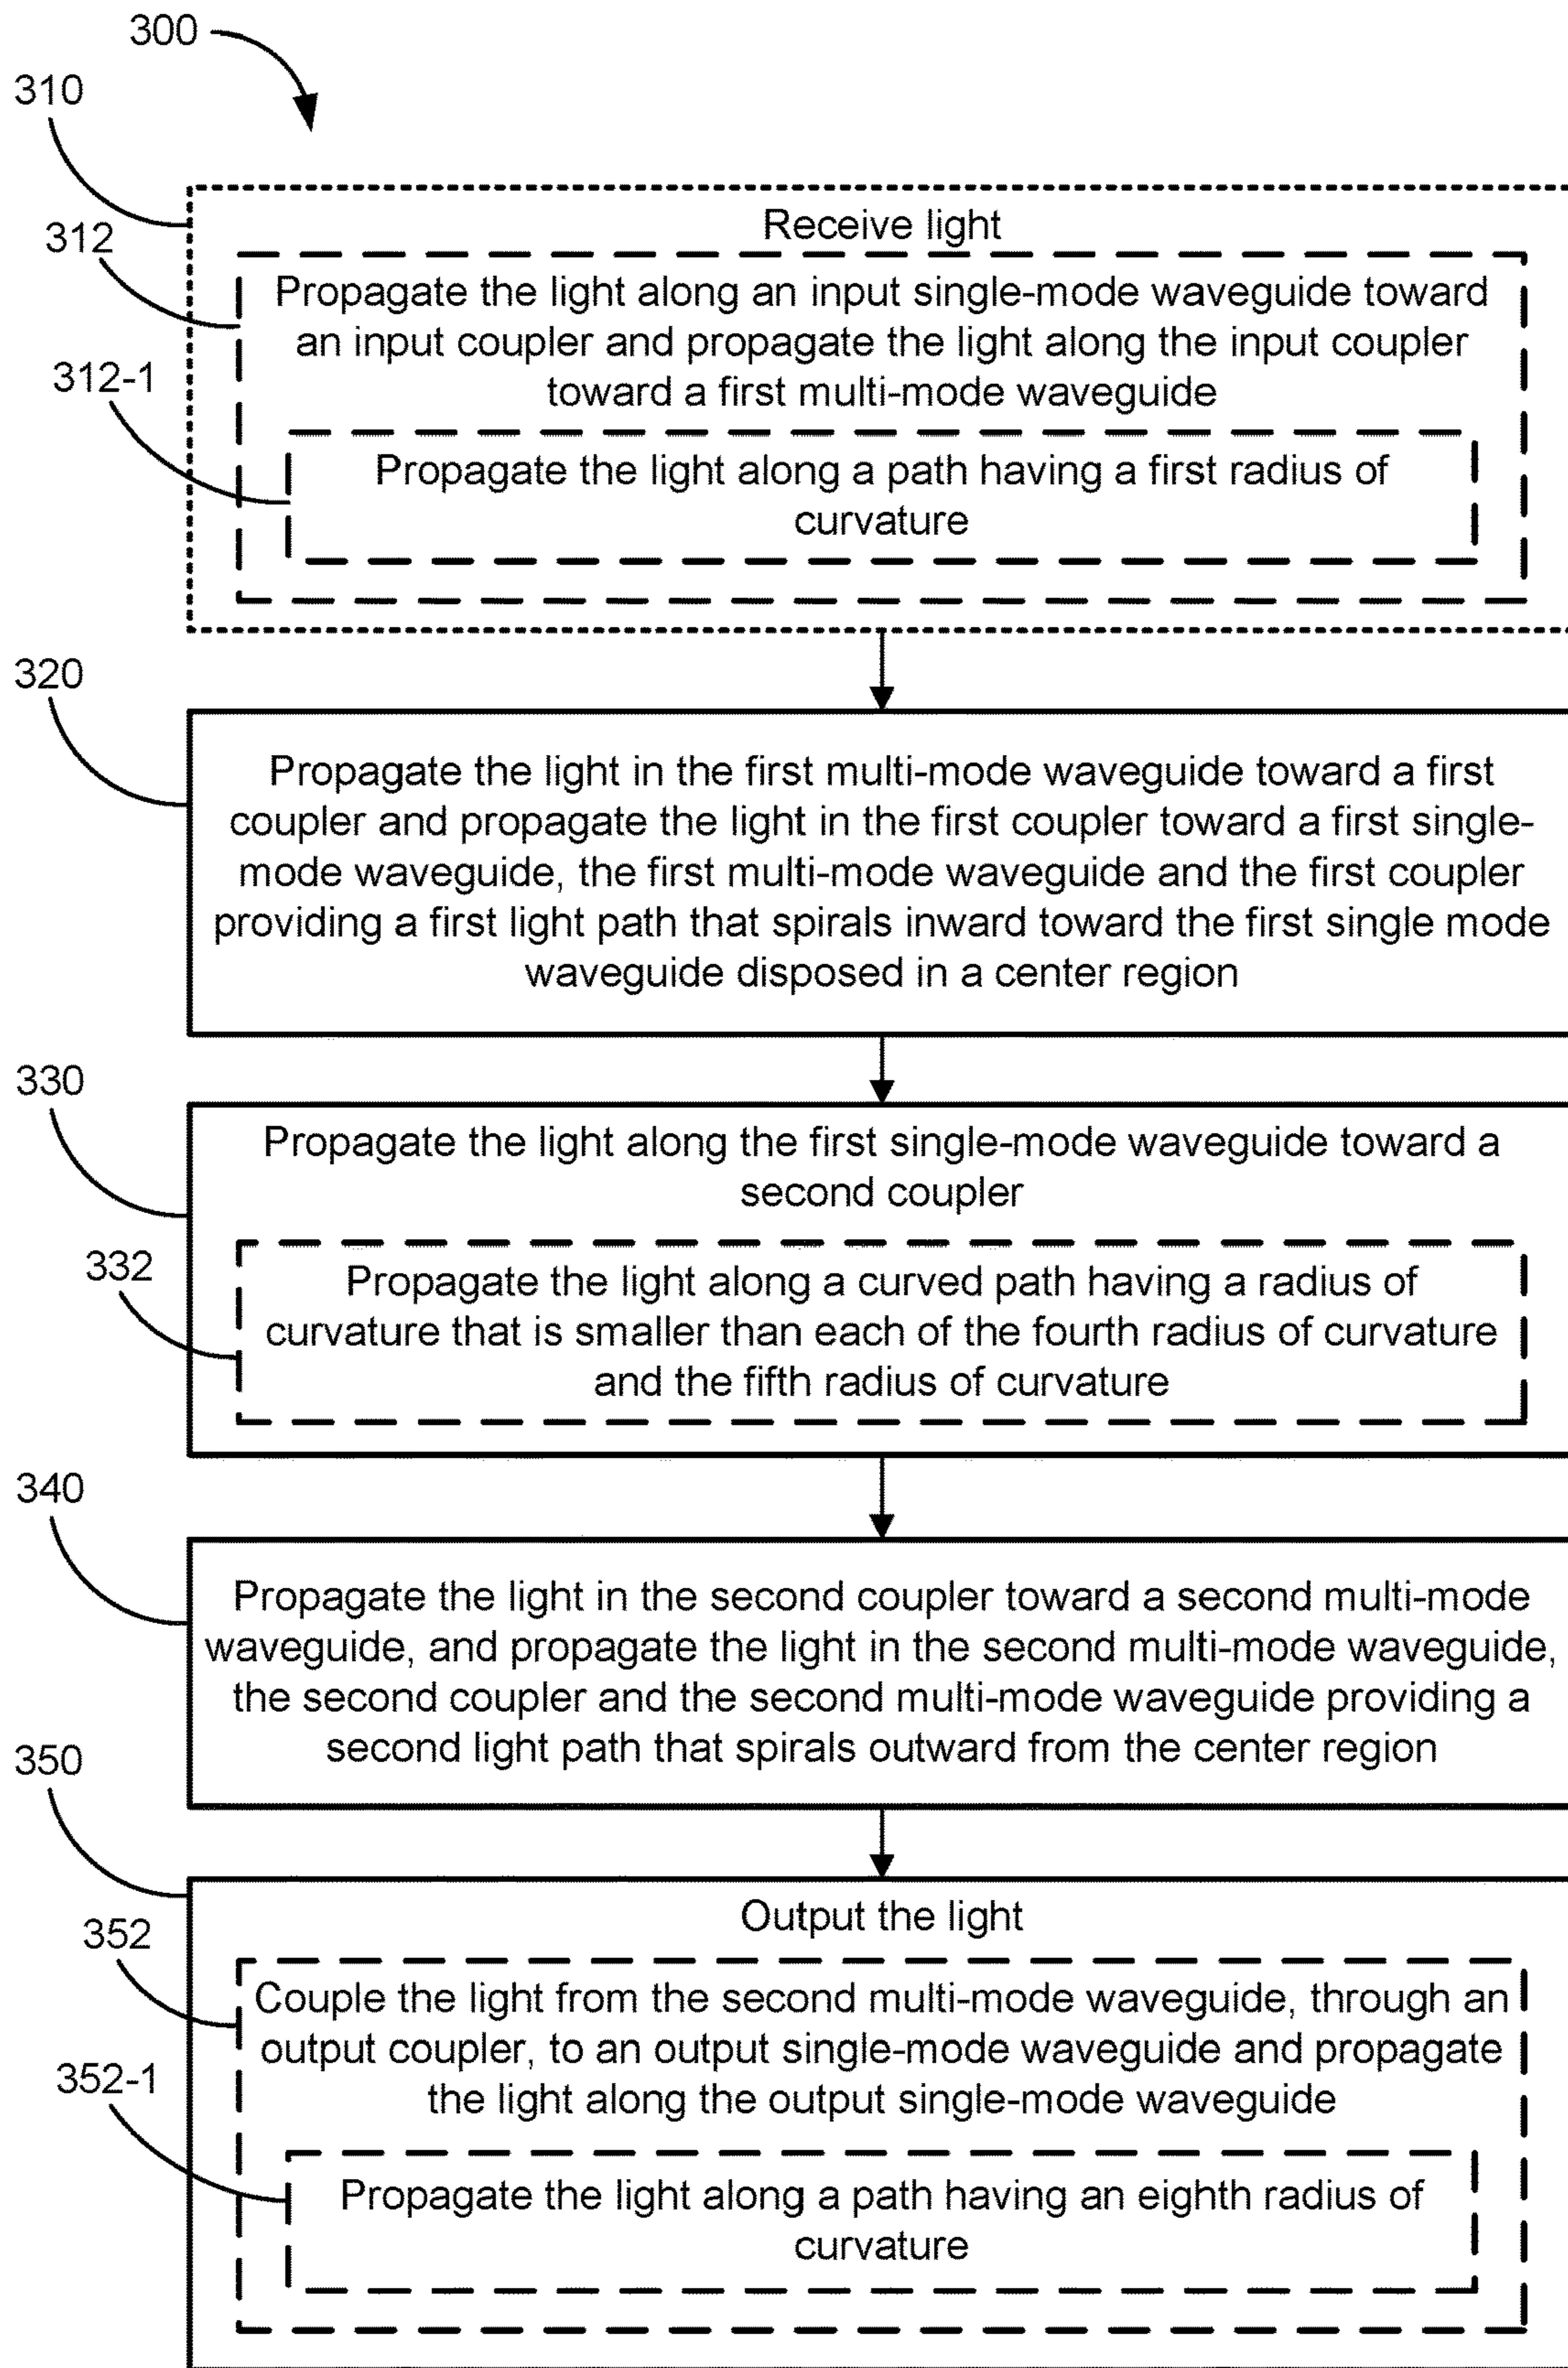 300
310
Receive light
312
Propagate the light along an input single-mode waveguide toward
an input coupler and propagate the light along the input coupler
toward a first multi-mode waveguide
312-1
Propagate the light along a path having a first radius of
curvature
320
Propagate the light in the first multi-mode waveguide toward a first
coupler and propagate the light in the first coupler toward a first single-
mode waveguide, the first multi-mode waveguide and the first coupler
providing a first light path that spirals inward toward the first single mode
waveguide disposed in a center region
330
Propagate the light along the first single-mode waveguide toward a
second coupler
332
Propagate the light along a curved path having a radius of
curvature that is smaller than each of the fourth radius of curvature
and the fifth radius of curvature
340
Propagate the light in the second coupler toward a second multi-mode
waveguide, and propagate the light in the second multi-mode waveguide,
the second coupler and the second multi-mode waveguide providing a
second light path that spirals outward from the center region
350
Output the light
352
Couple the light from the second multi-mode waveguide, through an
output coupler, to an output single-mode waveguide and propagate
the light along the output single-mode waveguide
352-1
Propagate the light along a path having an eighth radius of
curvature